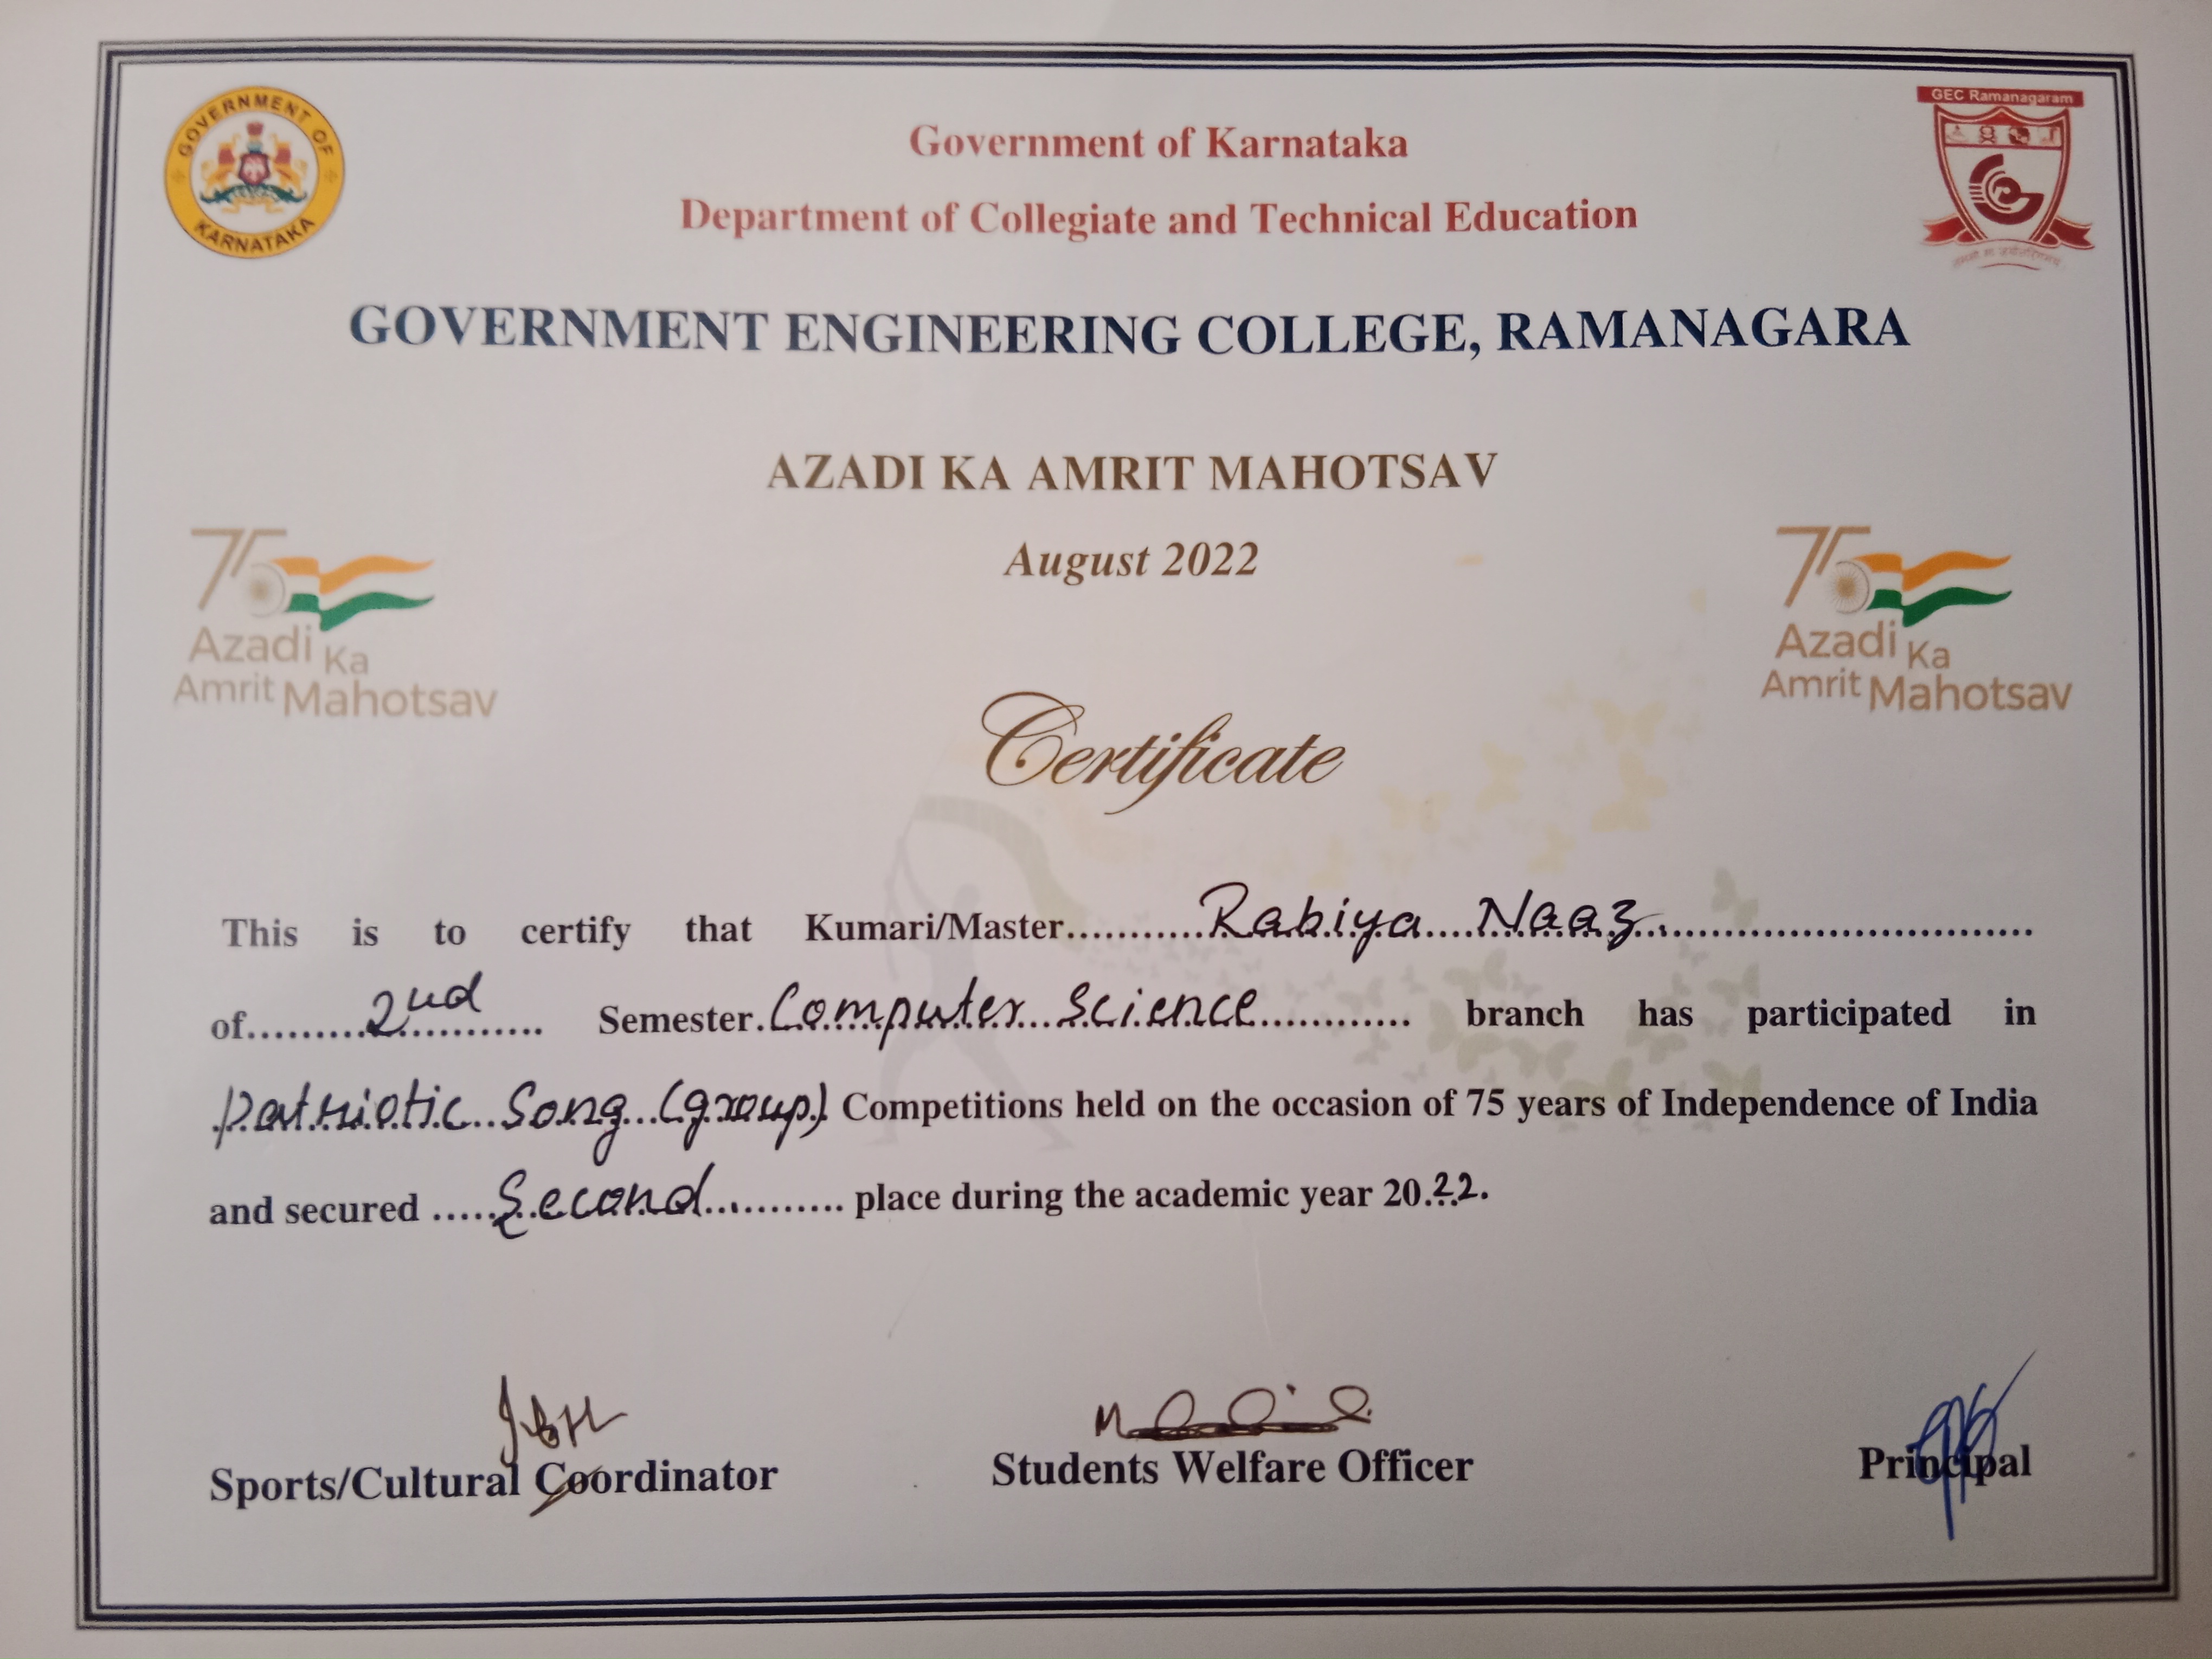 GOVERNMENT OF KARNATAKA
GEC Ramanagaram
Government of Karnataka
Department of Collegiate and Technical Education
GOVERNMENT ENGINEERING COLLEGE, RAMANAGARA
AZADI KA AMRIT MAHOTSAV
August 2022
75
Azadi Ka
Amrit Mahotsav
75
Azadi Ka
Amrit Mahotsav
Certificate
This is to certify that Kumari/Master...........Rabiya Naaz...........
of.........2nd............ Semester.Computer Science............ branch has participated in
patriotic Song (group) Competitions held on the occasion of 75 years of Independence of India
and secured .....Second............ place during the academic year 2022.
Sports/Cultural Coordinator
Students Welfare Officer
Principal